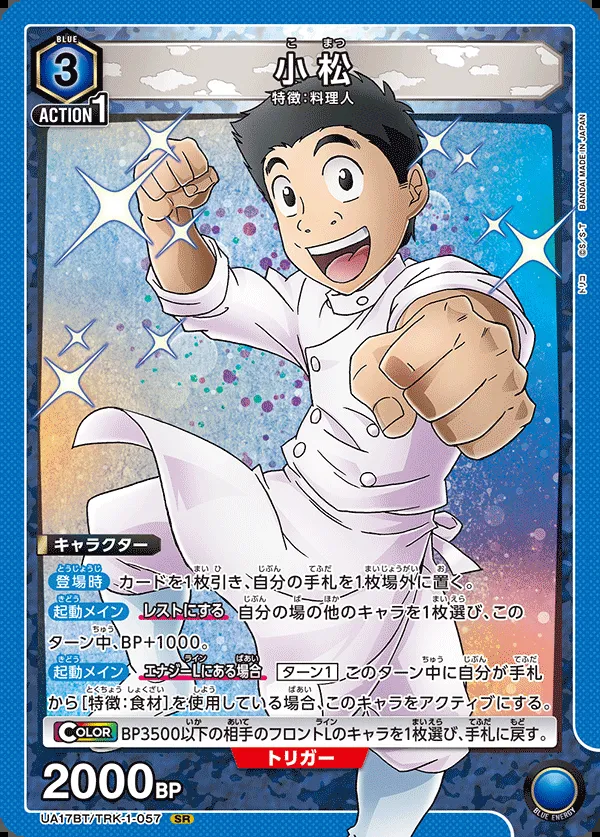 BLUE
3
ACTION1
こまつ
小松
特徴:料理人
トリコ ©S/S・T BANDAI MADE IN JAPAN
キャラクター
登場時 カードを1枚引き、自分の手札を1枚場外に置く。
起動メイン レストにする 自分の場の他のキャラを1枚選び、この
ターン中、BP+1000。
起動メイン エナジーLにある場合 ターン1 このターン中に自分が手札
から[特徴:食材]を使用している場合、このキャラをアクティブにする。
COLOR BP3500以下の相手のフロントLのキャラを1枚選び、手札に戻す。
トリガー
2000BP
BLUE ENERGY
UA17BT/TRK-1-057 SR